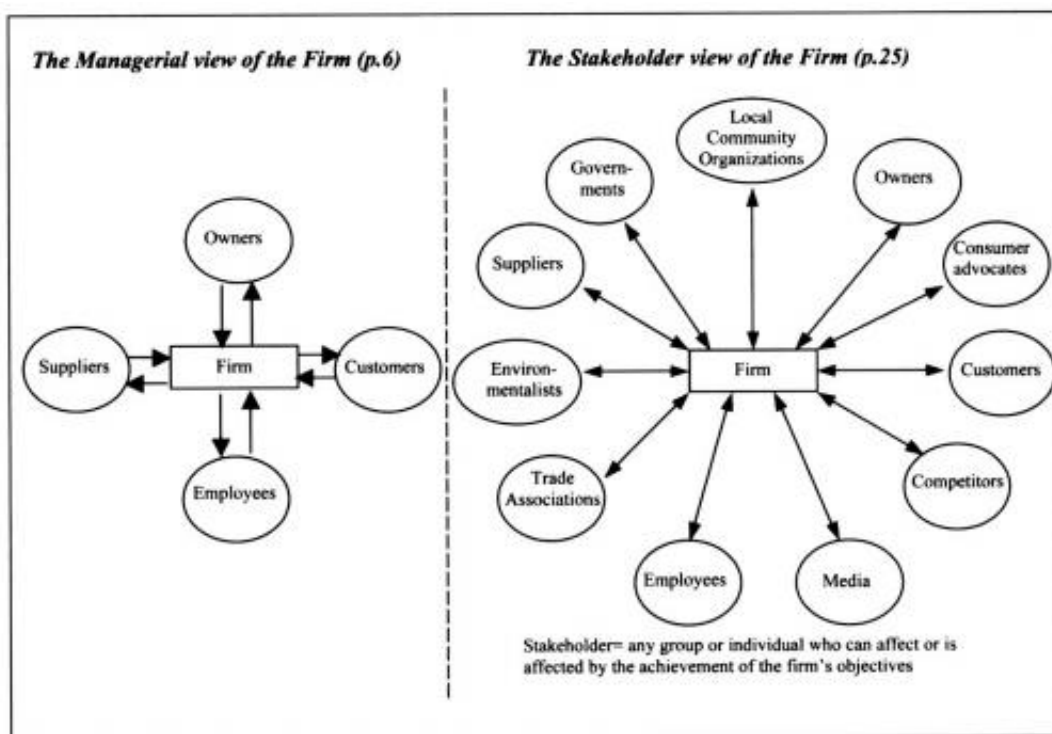 The Managerial view of the Firm (p.6)
Owners
Suppliers
Firm
Customers
Employees
The Stakeholder view of the Firm (p.25)
Local
Community
Organizations
Govern-
ments
Owners
Suppliers
Consumer
advocates
Environ-
mentalists
Firm
Customers
Trade
Associations
Competitors
Employees
Media
Stakeholder= any group or individual who can affect or is
affected by the achievement of the firm's objectives